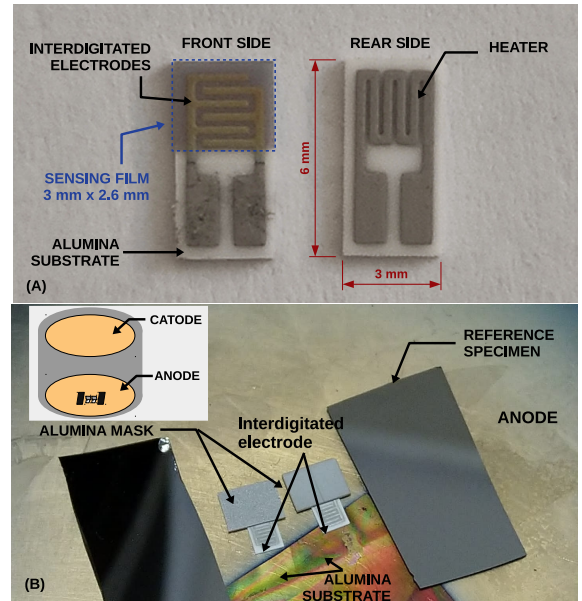 FRONT SIDE
REAR SIDE
INTERDIGITATED
ELECTRODES
HEATER
SENSING FILM
3 mm x 2.6 mm
6 mm
ALUMINA
SUBSTRATE
3 mm
(A)
CATODE
ANODE
REFERENCE
SPECIMEN
ANODE
ALUMINA MASK
Interdigitated
electrode
ALUMINA
SUBSTRATE
(B)